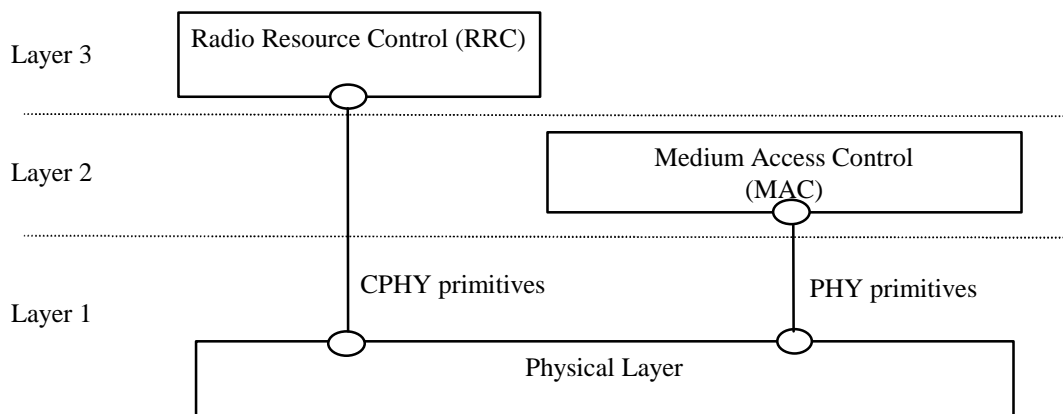 Radio Resource Control (RRC)
Layer 3
Medium Access Control
(MAC)
Layer 2
CPHY primitives
PHY primitives
Layer 1
Physical Layer